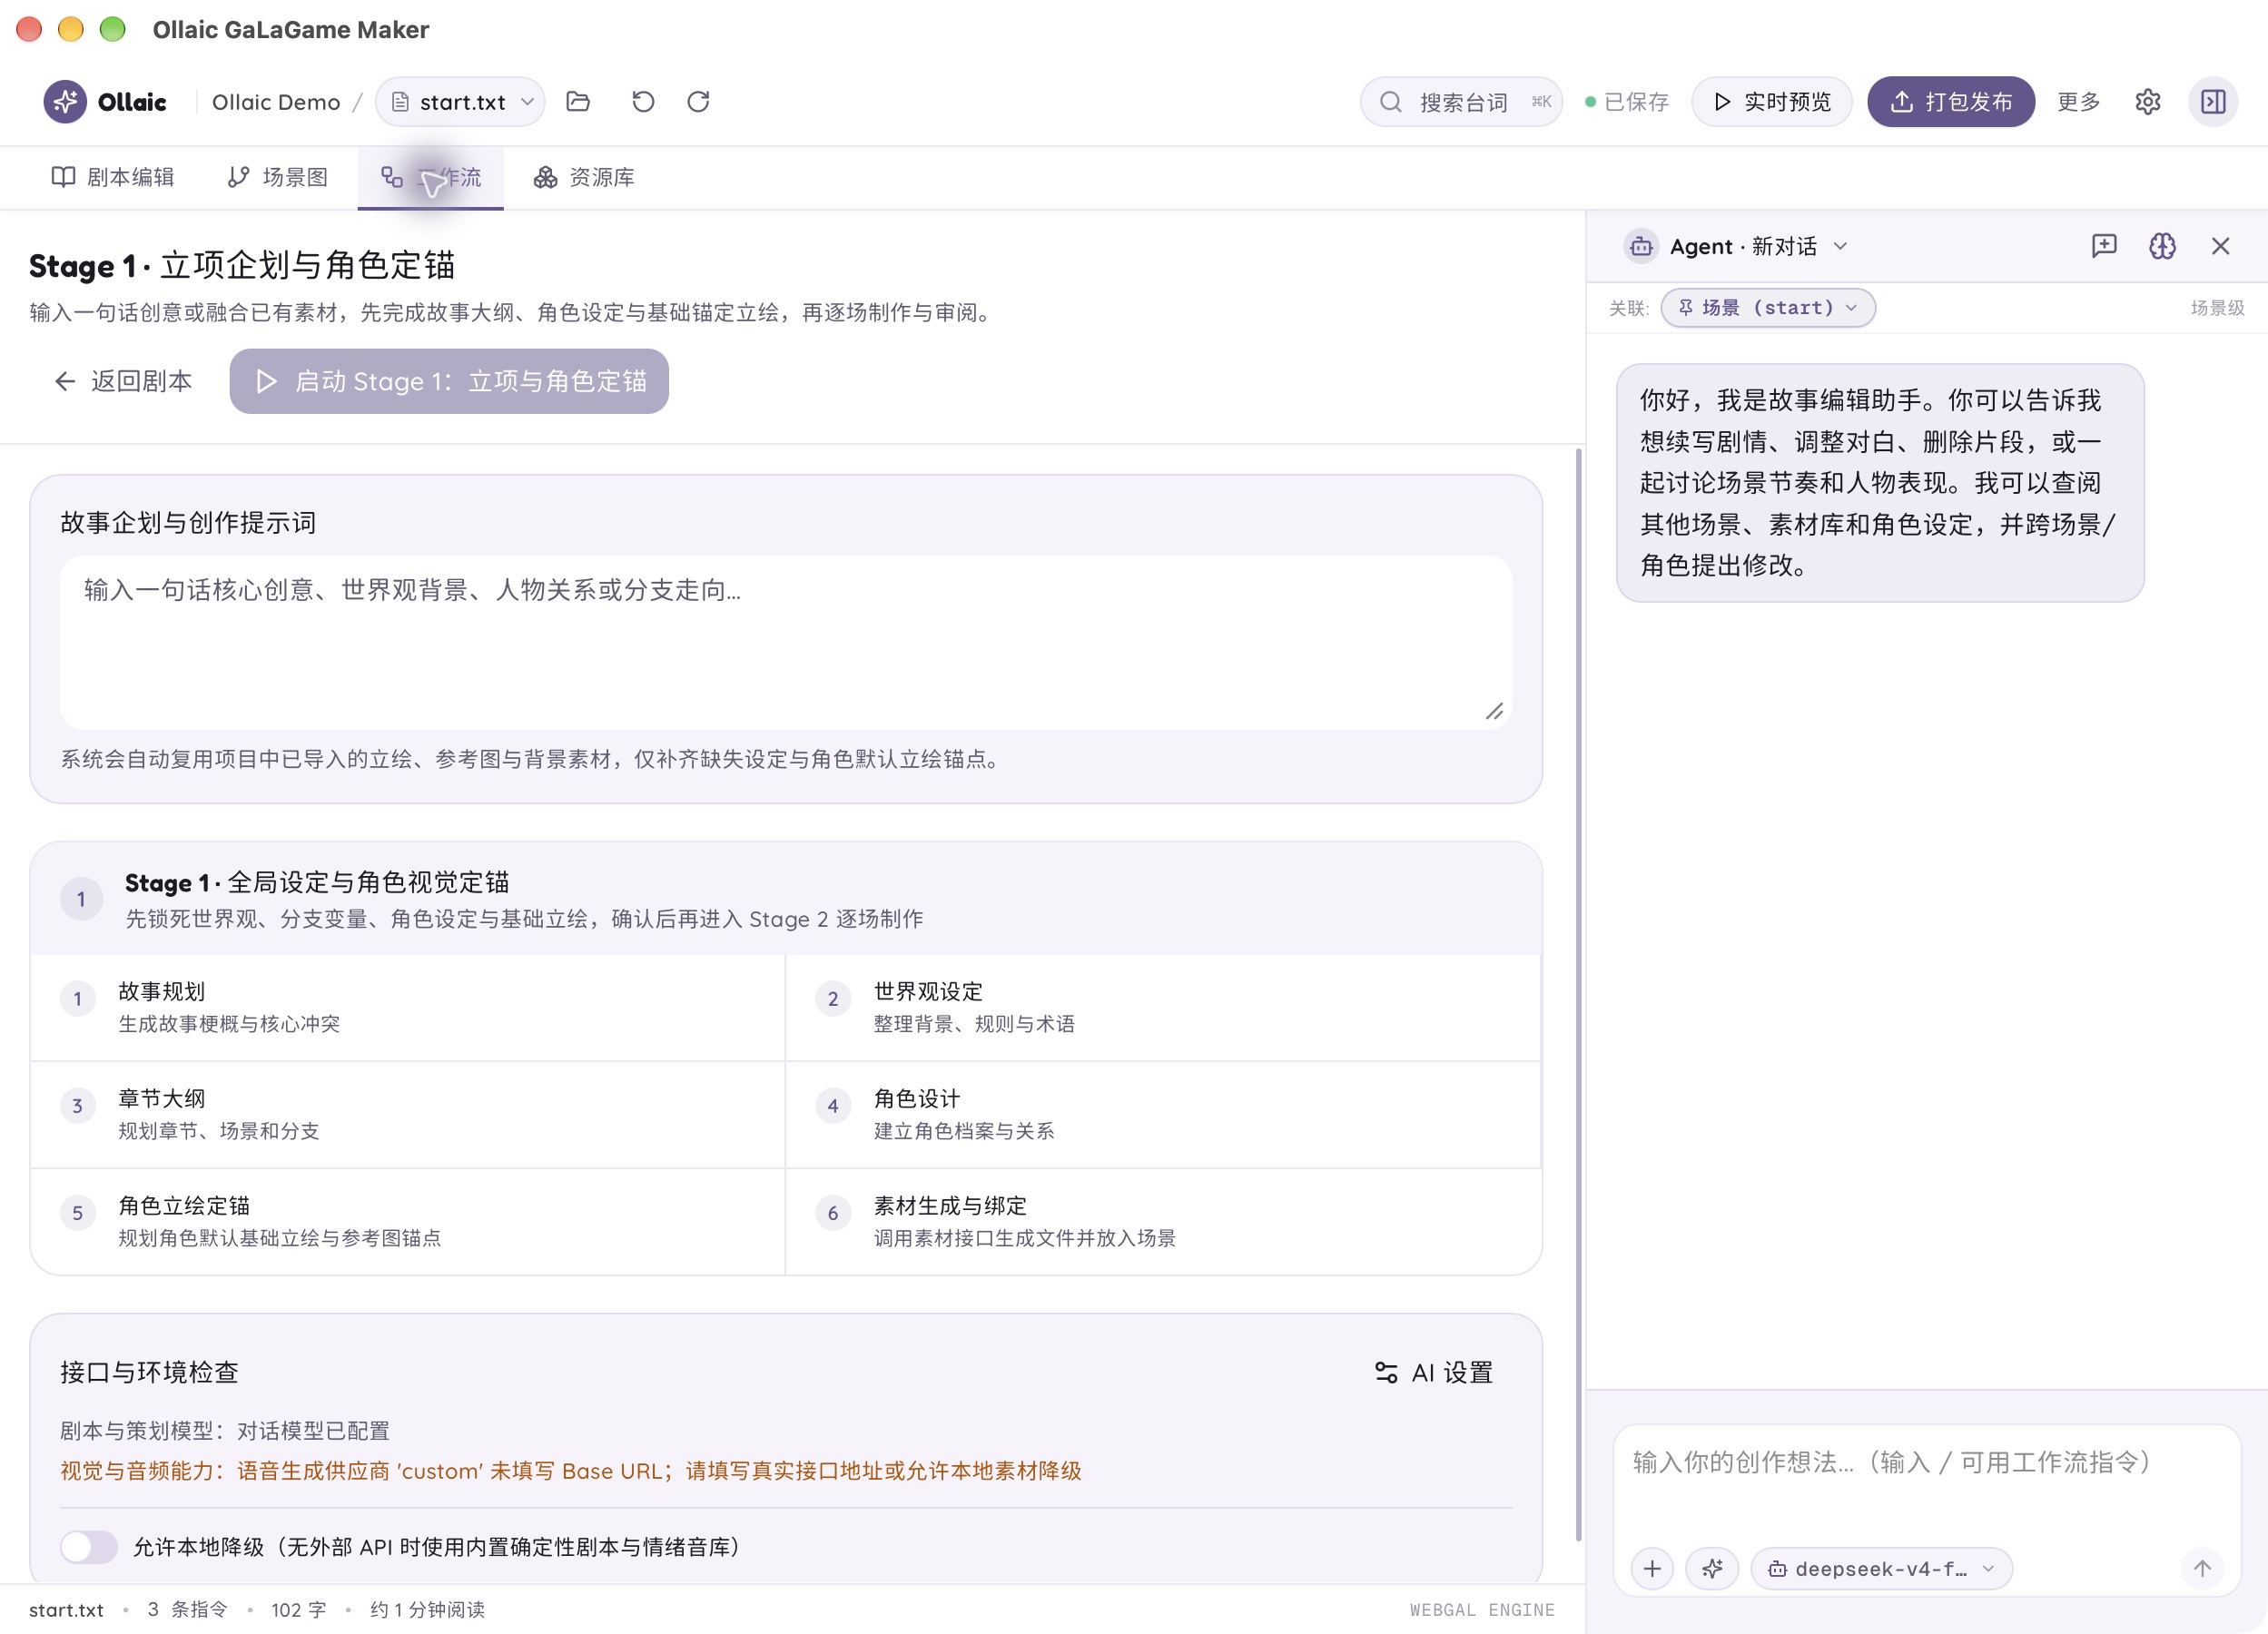 Ollaic GaLaGame Maker
Ollaic
Ollaic Demo / start.txt
搜索台词 ⌘K
已保存
实时预览
打包发布
更多
剧本编辑
场景图
作流
资源库
Stage 1 · 立项企划与角色定锚
输入一句话创意或融合已有素材，先完成故事大纲、角色设定与基础锚定立绘，再逐场制作与审阅。
返回剧本
启动 Stage 1：立项与角色定锚
故事企划与创作提示词
输入一句话核心创意、世界观背景、人物关系或分支走向...
系统会自动复用项目中已导入的立绘、参考图与背景素材，仅补齐缺失设定与角色默认立绘锚点。
1
Stage 1 · 全局设定与角色视觉定锚
先锁死世界观、分支变量、角色设定与基础立绘，确认后再进入 Stage 2 逐场制作
1
故事规划
生成故事梗概与核心冲突
2
世界观设定
整理背景、规则与术语
3
章节大纲
规划章节、场景和分支
4
角色设计
建立角色档案与关系
5
角色立绘定锚
规划角色默认基础立绘与参考图锚点
6
素材生成与绑定
调用素材接口生成文件并放入场景
接口与环境检查
AI 设置
剧本与策划模型：对话模型已配置
视觉与音频能力：语音生成供应商 'custom' 未填写 Base URL；请填写真实接口地址或允许本地素材降级
允许本地降级（无外部 API 时使用内置确定性剧本与情绪音库）
start.txt • 3 条指令 • 102 字 • 约 1 分钟阅读
WEBGAL ENGINE
Agent · 新对话
关联: 场景 (start)
场景级
你好，我是故事编辑助手。你可以告诉我
想续写剧情、调整对白、删除片段，或一
起讨论场景节奏和人物表现。我可以查阅
其他场景、素材库和角色设定，并跨场景/
角色提出修改。
输入你的创作想法...（输入 / 可用工作流指令）
deepseek-v4-f...